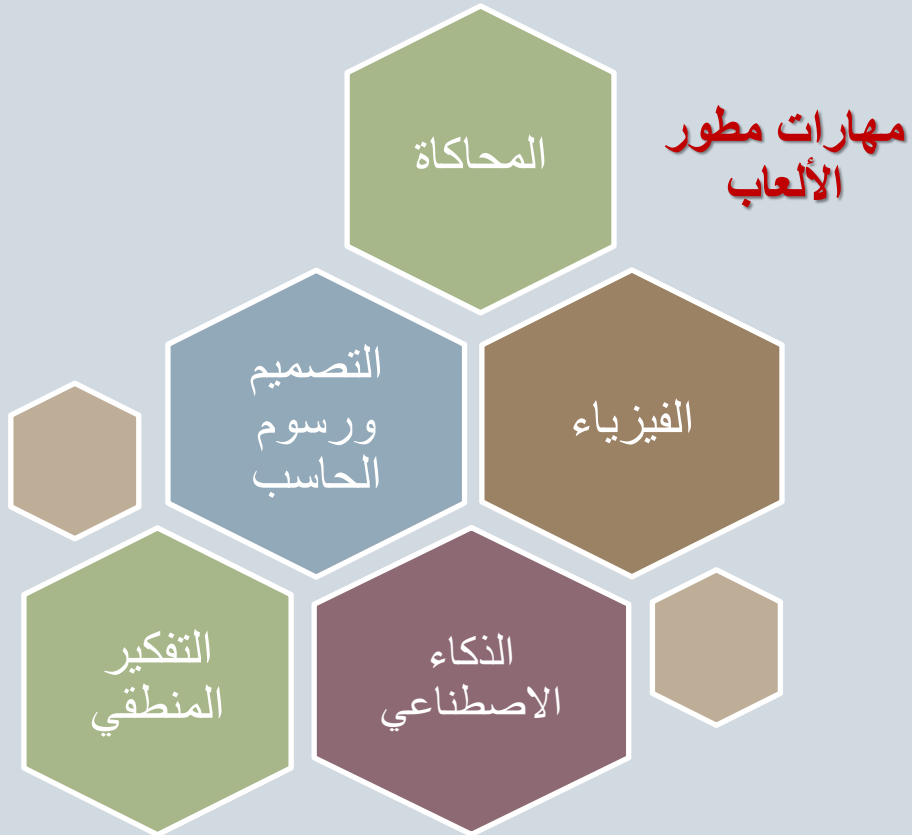 مهارات مطور
الألعاب
المحاكاة
الفيزياء
التصميم
ورسوم
الحاسب
الذكاء
الاصطناعي
التفكير
المنطقي